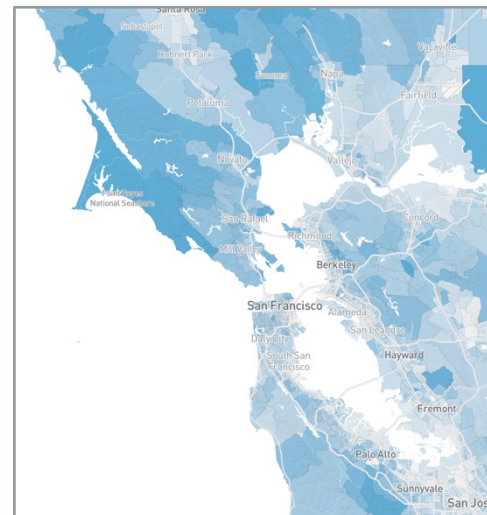 Santa Rosa
Sebastopol
Rohnert Park
Vacaville
Sonoma
Napa
Fairfield
Petaluma
Novato
Vallejo
Point Reyes
National Seashore
San Rafael
Concord
Richmond
Mill Valley
Berkeley
San Francisco
Alameda
San Leandro
Daly City
South San
Francisco
Hayward
Fremont
Palo Alto
Sunnyvale
San Jos